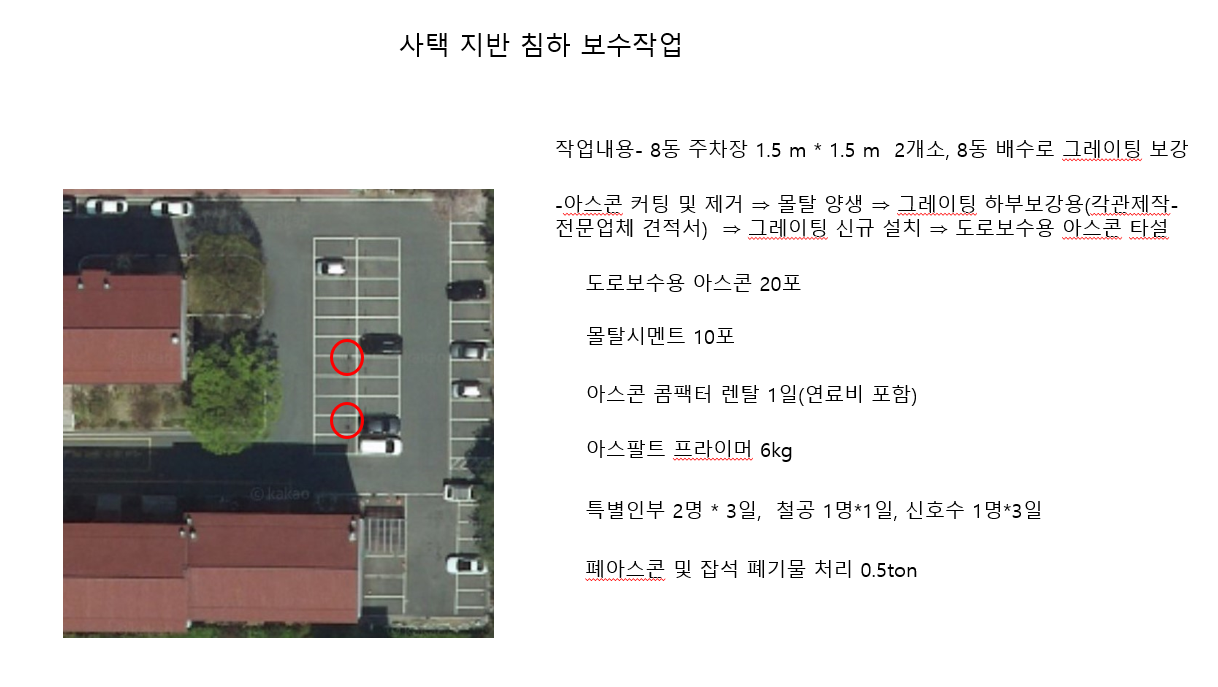 사택 지반 침하 보수작업
작업내용- 8동 주차장 1.5 m * 1.5 m  2개소, 8동 배수로 그레이팅 보강
-아스콘 커팅 및 제거 ⇒ 몰탈 양생 ⇒ 그레이팅 하부보강용(각관제작-
전문업체 견적서)  ⇒ 그레이팅 신규 설치 ⇒ 도로보수용 아스콘 타설
도로보수용 아스콘 20포
몰탈시멘트 10포
아스콘 콤팩터 렌탈 1일(연료비 포함)
아스팔트 프라이머 6kg
©kakao
특별인부 2명 * 3일,  철공 1명*1일, 신호수 1명*3일
폐아스콘 및 잡석 폐기물 처리 0.5ton